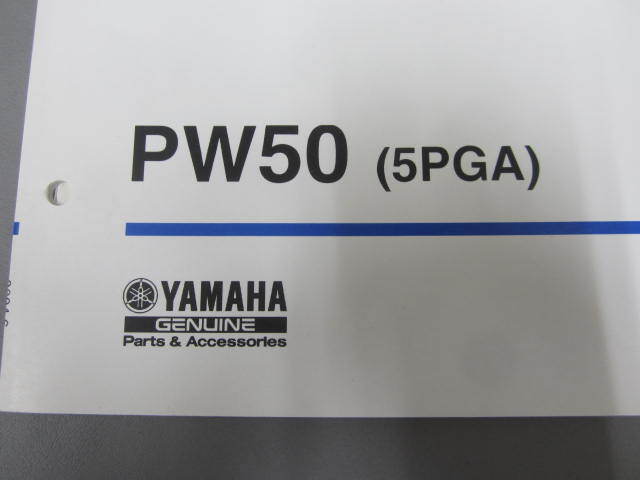 PW50 (5PGA)
YAMAHA
GENUINE
Parts & Accessories